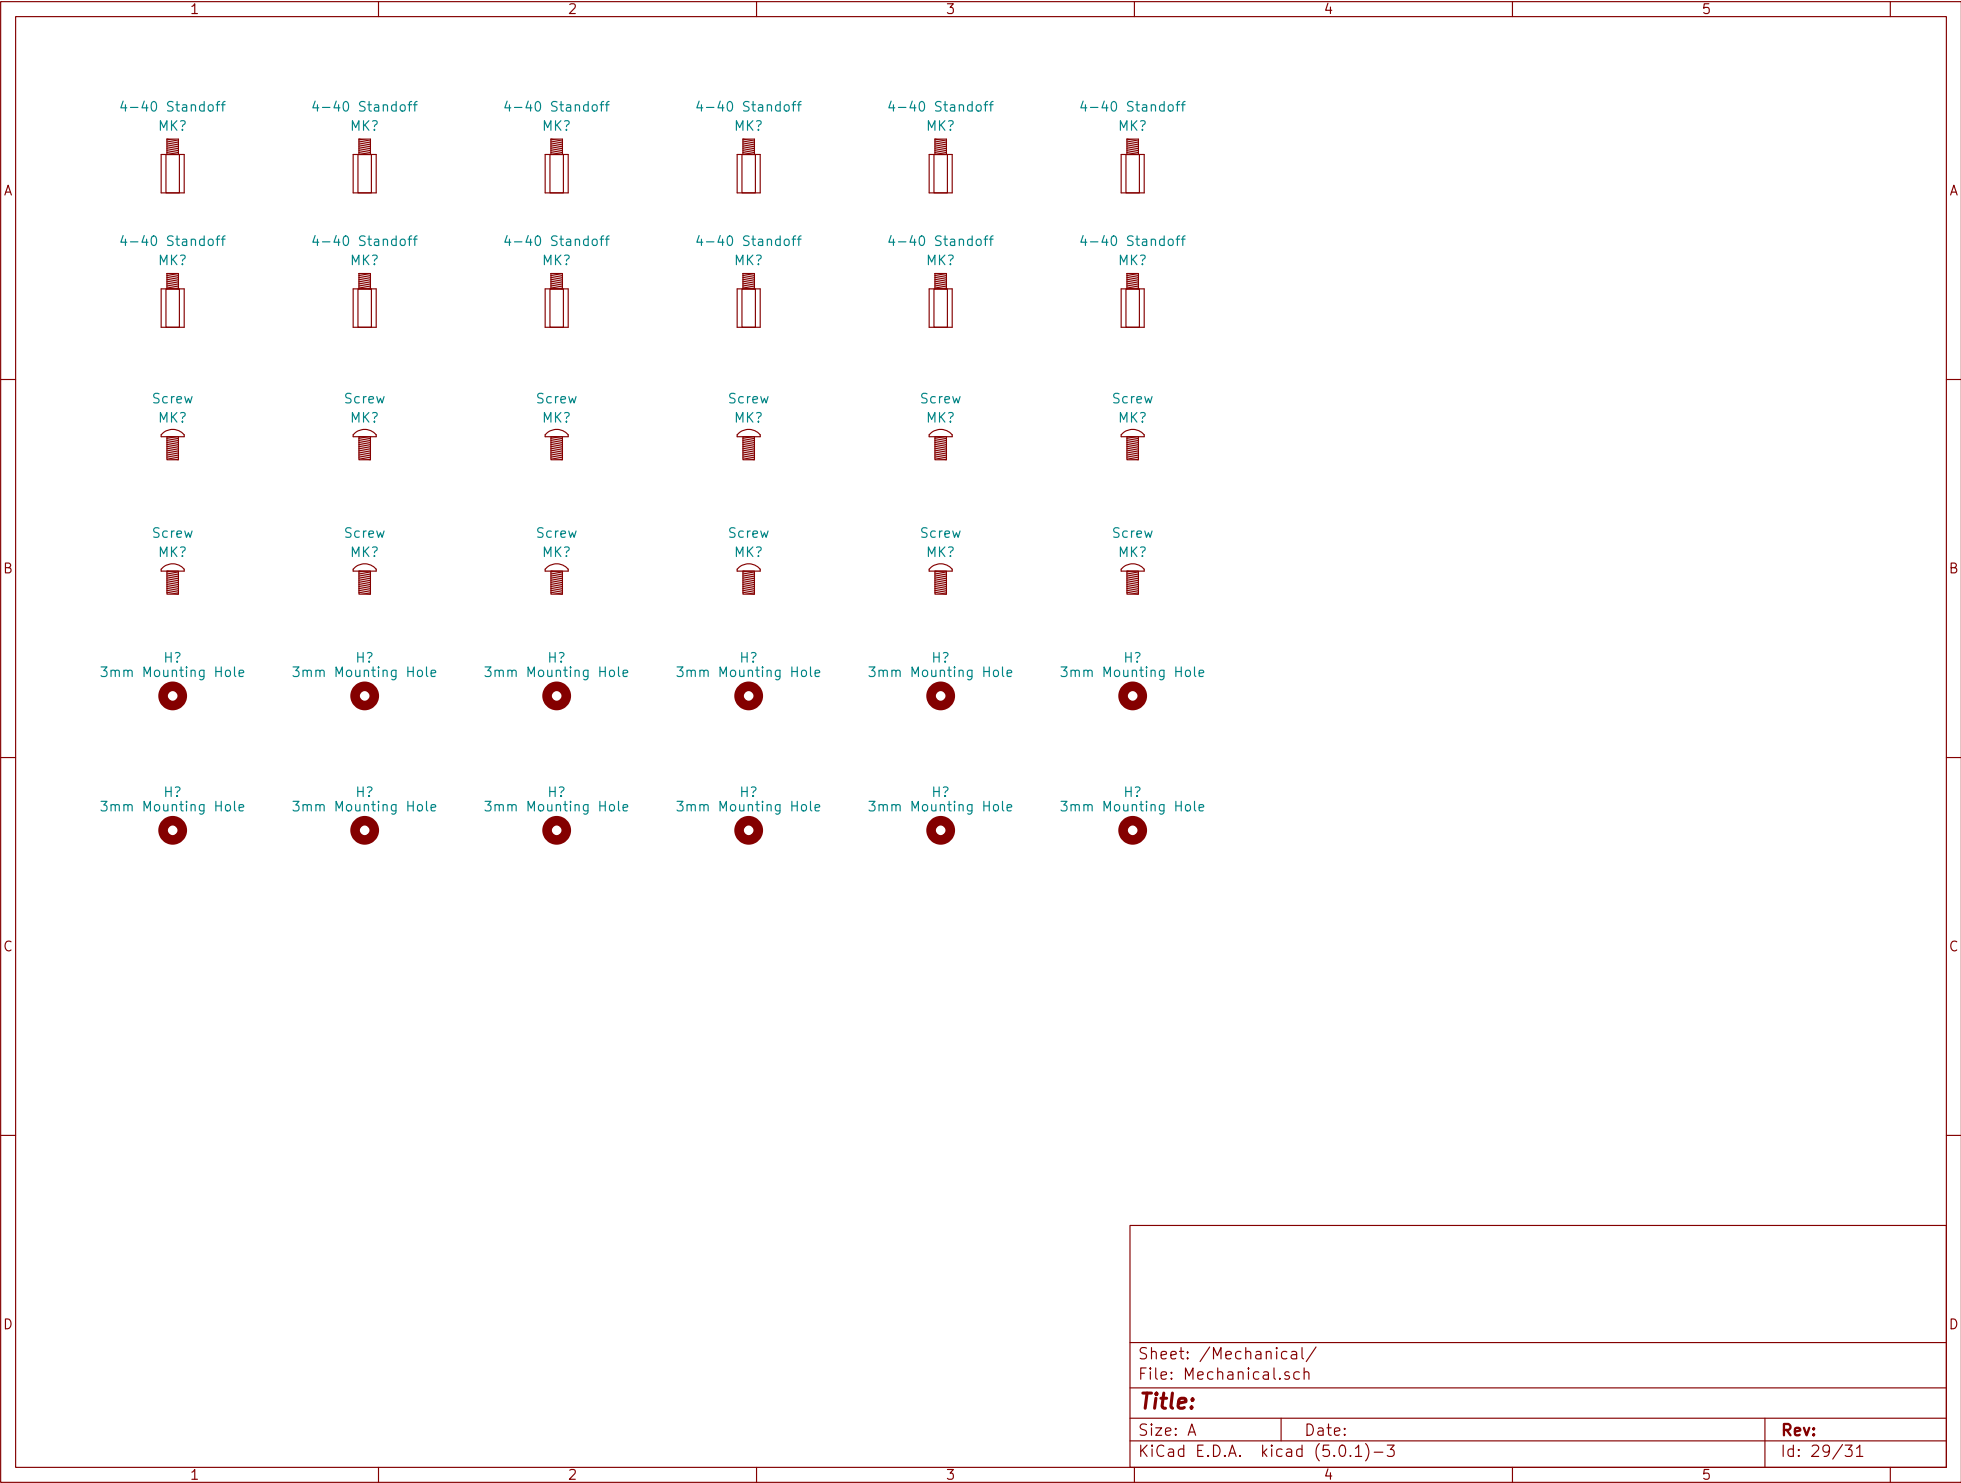 1 2 3 4 5
4-40 Standoff 4-40 Standoff 4-40 Standoff 4-40 Standoff 4-40 Standoff 4-40 Standoff
MK? MK? MK? MK? MK? MK?
A A
4-40 Standoff 4-40 Standoff 4-40 Standoff 4-40 Standoff 4-40 Standoff 4-40 Standoff
MK? MK? MK? MK? MK? MK?
Screw Screw Screw Screw Screw Screw
MK? MK? MK? MK? MK? MK?
Screw Screw Screw Screw Screw Screw
MK? MK? MK? MK? MK? MK?
B B
H? H? H? H? H? H?
3mm Mounting Hole 3mm Mounting Hole 3mm Mounting Hole 3mm Mounting Hole 3mm Mounting Hole 3mm Mounting Hole
H? H? H? H? H? H?
3mm Mounting Hole 3mm Mounting Hole 3mm Mounting Hole 3mm Mounting Hole 3mm Mounting Hole 3mm Mounting Hole
C C
D D
Sheet: /Mechanical/
File: Mechanical.sch
Title:
Size: A Date: Rev:
KiCad E.D.A. kicad (5.0.1)-3 Id: 29/31
1 2 3 4 5